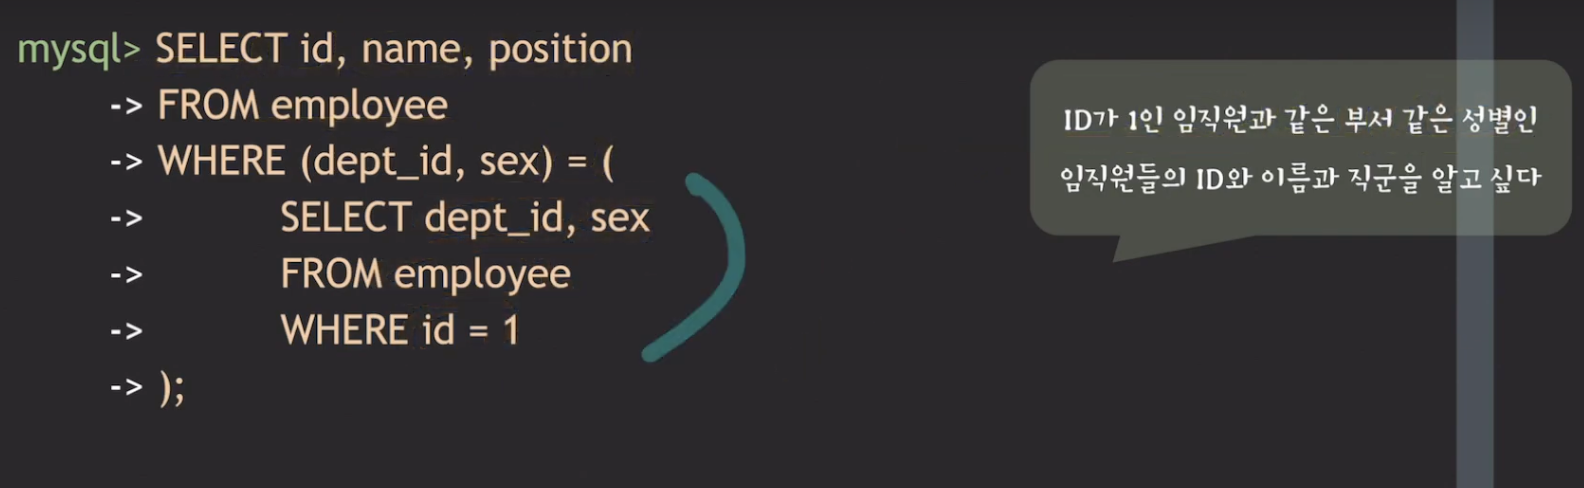 mysql> SELECT id, name, position
-> FROM employee
-> WHERE (dept_id, sex) = (
-> SELECT dept_id, sex
-> FROM employee
-> WHERE id = 1
-> );
ID가 1인 임직원과 같은 부서 같은 성별인
임직원들의 ID와 이름과 직군을 알고 싶다